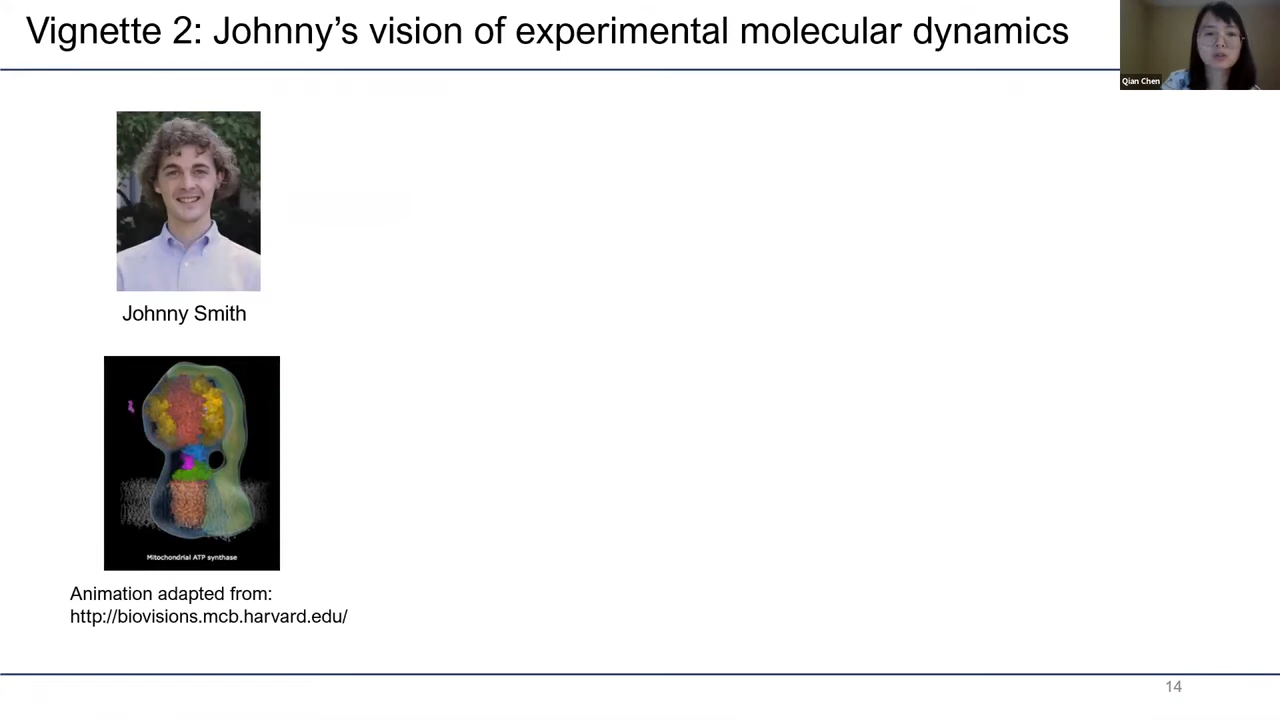 Vignette 2: Johnny’s vision of experimental molecular dynamics
Qian Chen
Johnny Smith
Mitochondrial ATP synthase
Animation adapted from:
http://biovisions.mcb.harvard.edu/
14